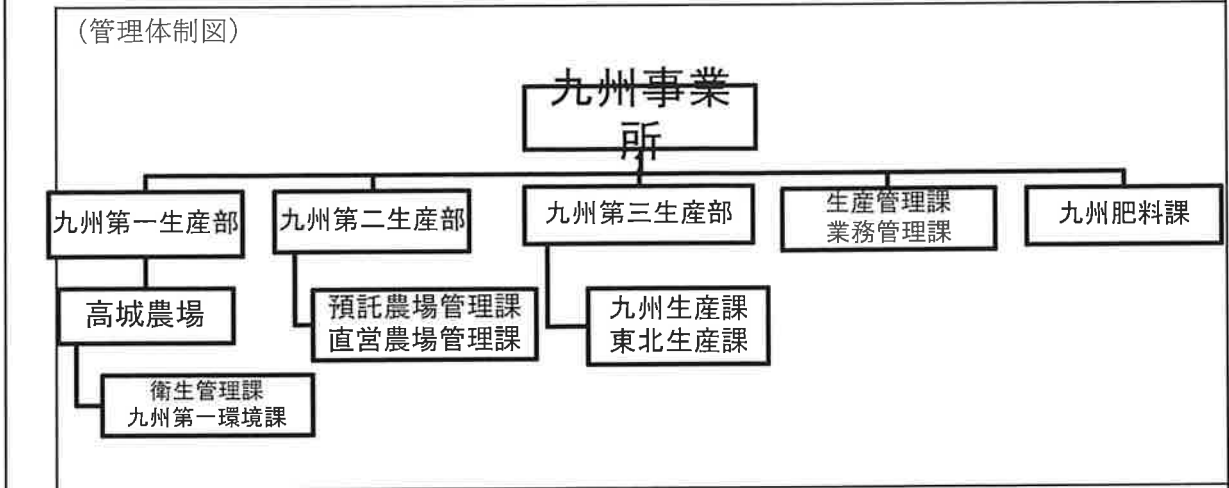 （管理体制図）
九州事業
所
九州第一生産部
九州第二生産部
九州第三生産部
生産管理課
業務管理課
九州肥料課
高城農場
預託農場管理課
直営農場管理課
九州生産課
東北生産課
衛生管理課
九州第一環境課